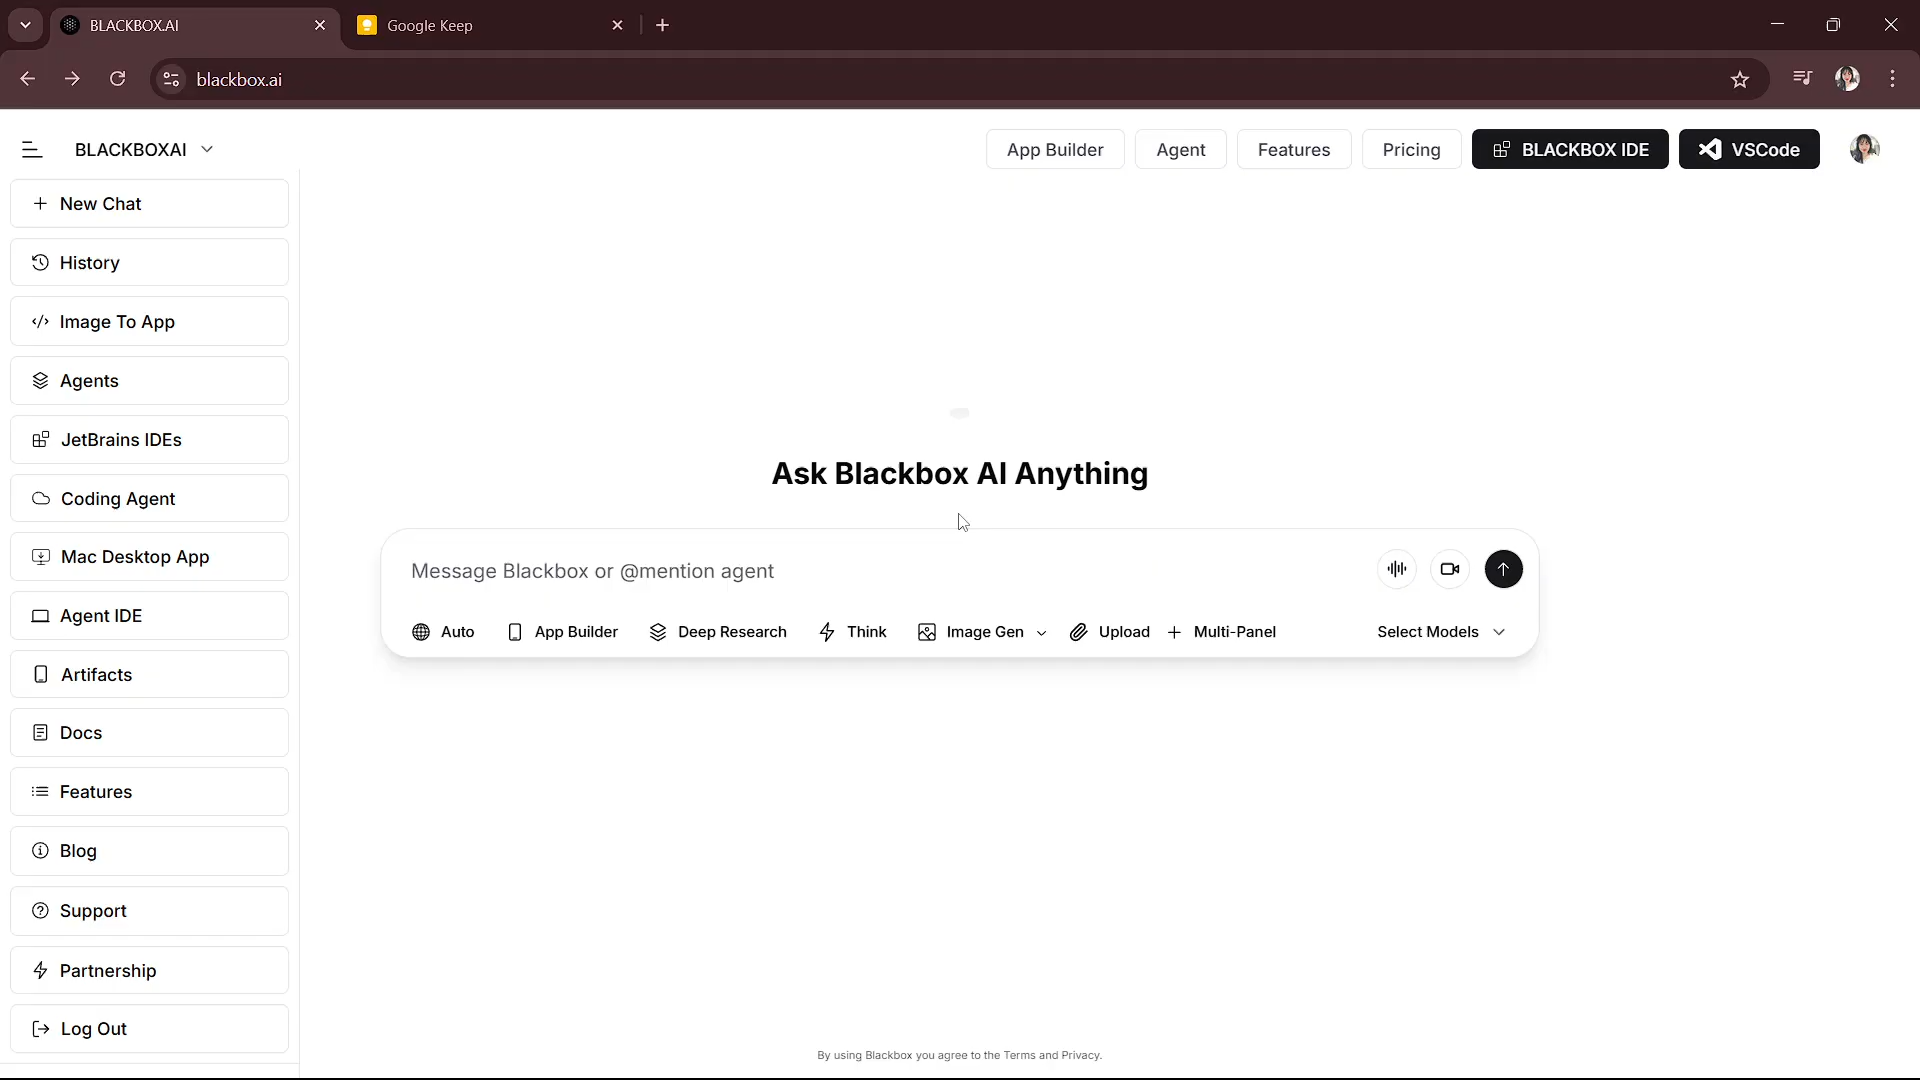 BLACKBOX.AI
Google Keep
blackbox.ai
BLACKBOXAI
App Builder
Agent
Features
Pricing
BLACKBOX IDE
VSCode
New Chat
History
Image To App
Agents
JetBrains IDEs
Coding Agent
Mac Desktop App
Agent IDE
Artifacts
Docs
Features
Blog
Support
Partnership
Log Out
Ask Blackbox AI Anything
Message Blackbox or @mention agent
Auto
App Builder
Deep Research
Think
Image Gen
Upload
Multi-Panel
Select Models
By using Blackbox you agree to the Terms and Privacy.